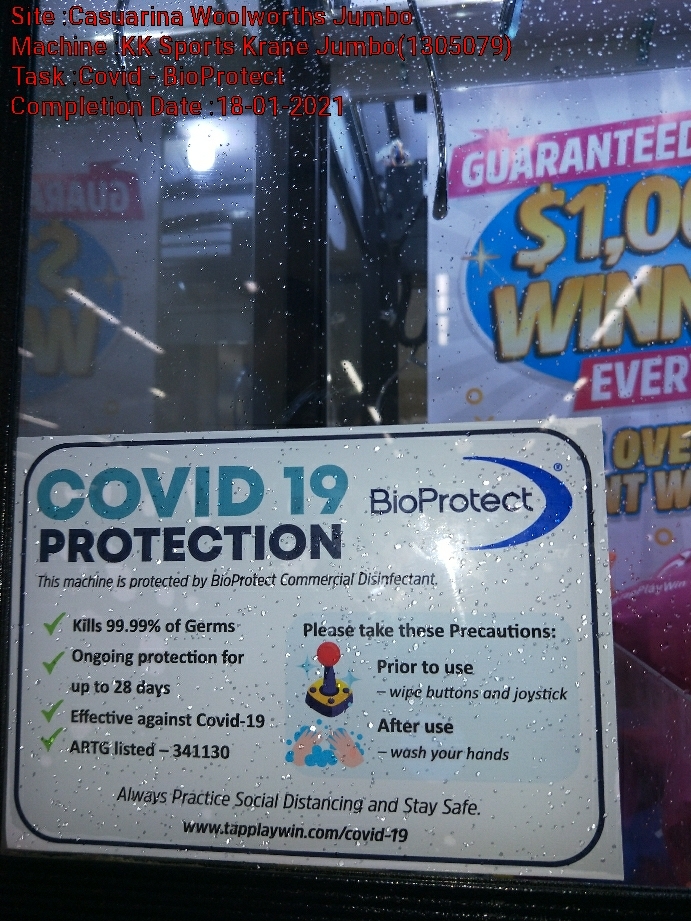 Site :Casuarina Woolworths Jumbo
Machine :KK Sports Krane Jumbo(1305079)
Task :Covid - BioProtect
Completion Date :18-01-2021
GUARANTEED
WINN
EVER
OVE
COVID 19
PROTECTION
BioProtect®
This machine is protected by BioProtect Commercial Disinfectant.
Kills 99.99% of Germs
Ongoing protection for
up to 28 days
Effective against Covid-19
ARTG listed – 341130
Please take these Precautions:
Prior to use
– wipe buttons and joystick
After use
– wash your hands
Always Practice Social Distancing and Stay Safe.
www.tapplaywin.com/covid-19